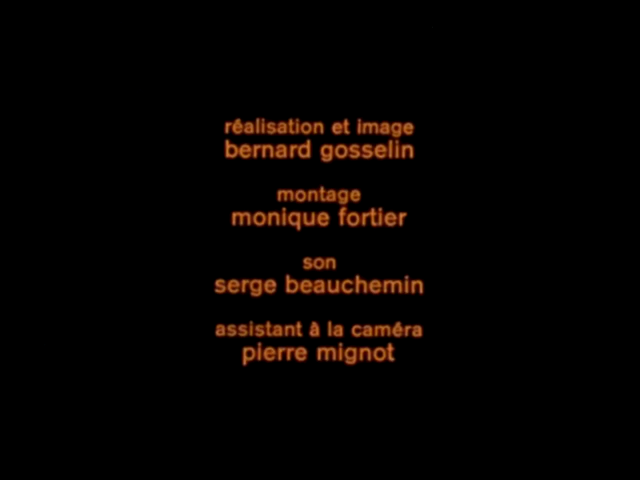 réalisation et image
bernard gosselin
montage
monique fortier
son
serge beauchemin
assistant à la caméra
pierre mignot